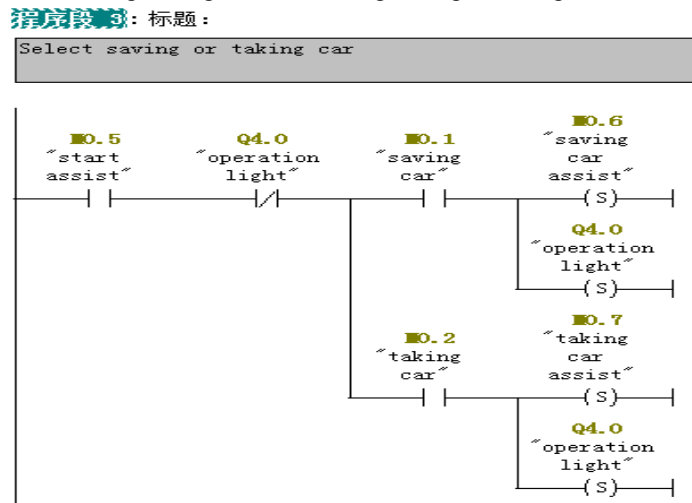 程序段 3：标题：
Select saving or taking car
M0.5
"start
assist"
Q4.0
"operation
light"
M0.1
"saving
car"
M0.6
"saving
car
assist"
(S)
Q4.0
"operation
light"
(S)
M0.2
"taking
car"
M0.7
"taking
car
assist"
(S)
Q4.0
"operation
light"
(S)